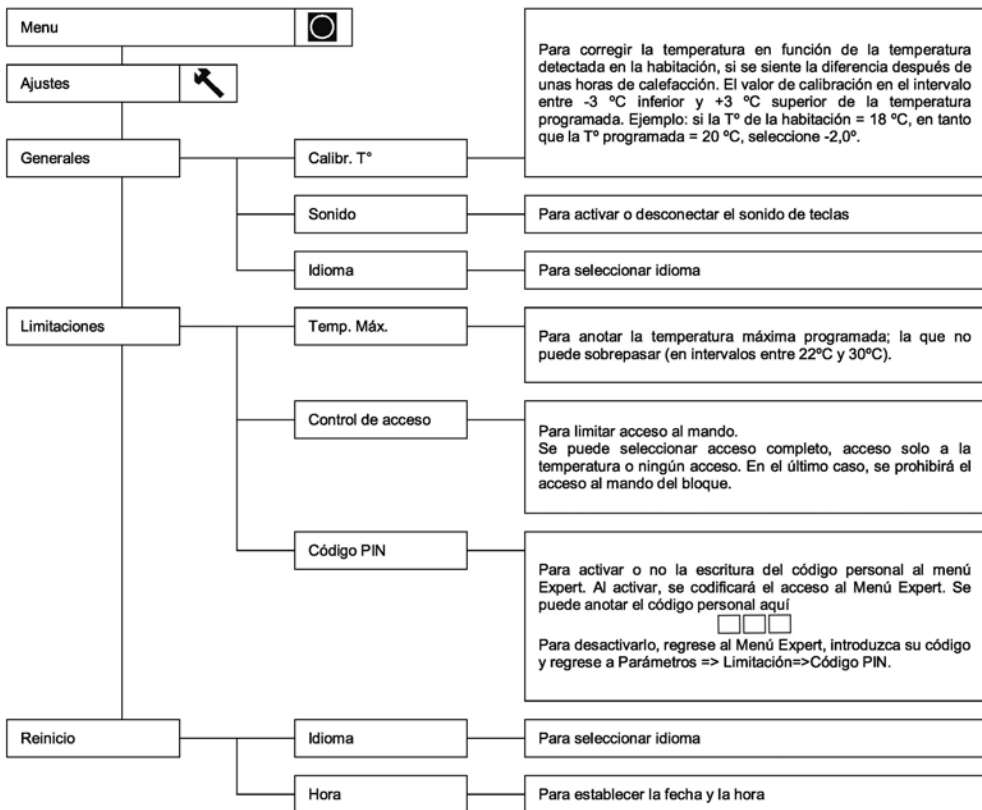 Menu
Ajustes
Generales
Calibr. T°
Para corregir la temperatura en función de la temperatura
detectada en la habitación, si se siente la diferencia después de
unas horas de calefacción. El valor de calibración en el intervalo
entre -3 ºC inferior y +3 ºC superior de la temperatura
programada. Ejemplo: si la Tº de la habitación = 18 ºC, en tanto
que la Tº programada = 20 ºC, seleccione -2,0º.
Sonido
Para activar o desconectar el sonido de teclas
Idioma
Para seleccionar idioma
Limitaciones
Temp. Máx.
Para anotar la temperatura máxima programada; la que no
puede sobrepasar (en intervalos entre 22ºC y 30ºC).
Control de acceso
Para limitar acceso al mando.
Se puede seleccionar acceso completo, acceso solo a la
temperatura o ningún acceso. En el último caso, se prohibirá el
acceso al mando del bloque.
Código PIN
Para activar o no la escritura del código personal al menú
Expert. Al activar, se codificará el acceso al Menú Expert. Se
puede anotar el código personal aquí
Para desactivarlo, regrese al Menú Expert, introduzca su código
y regrese a Parámetros => Limitación=>Código PIN.
Reinicio
Idioma
Para seleccionar idioma
Hora
Para establecer la fecha y la hora